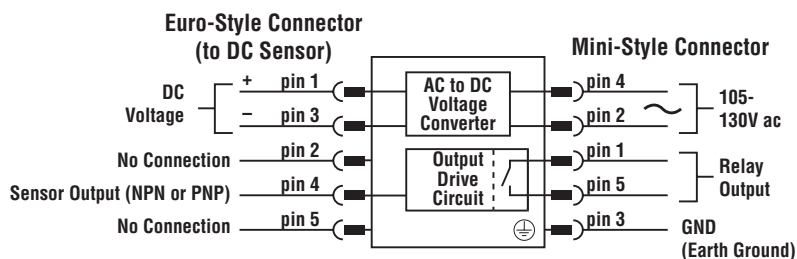 Euro-Style Connector
(to DC Sensor)
Mini-Style Connector
DC
Voltage
+
pin 1
–
pin 3
No Connection
pin 2
Sensor Output (NPN or PNP)
pin 4
No Connection
pin 5
AC to DC
Voltage
Converter
Output
Drive
Circuit
pin 4
pin 2
105-
130V ac
pin 1
pin 5
Relay
Output
pin 3
GND
(Earth Ground)